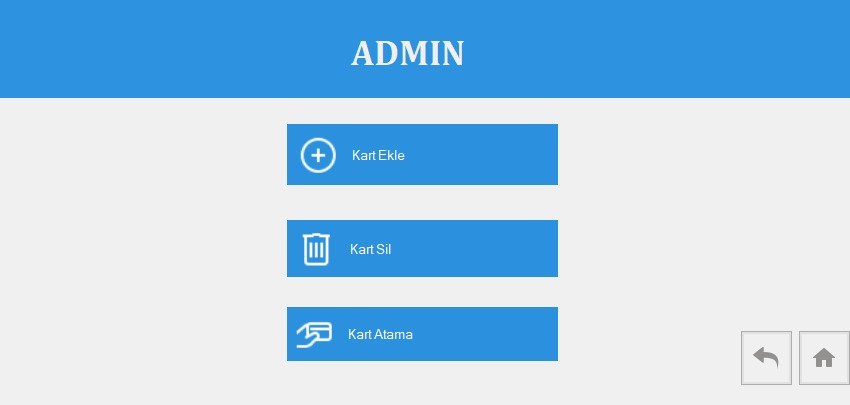 ADMIN
Kart Ekle
Kart Sil
Kart Atama